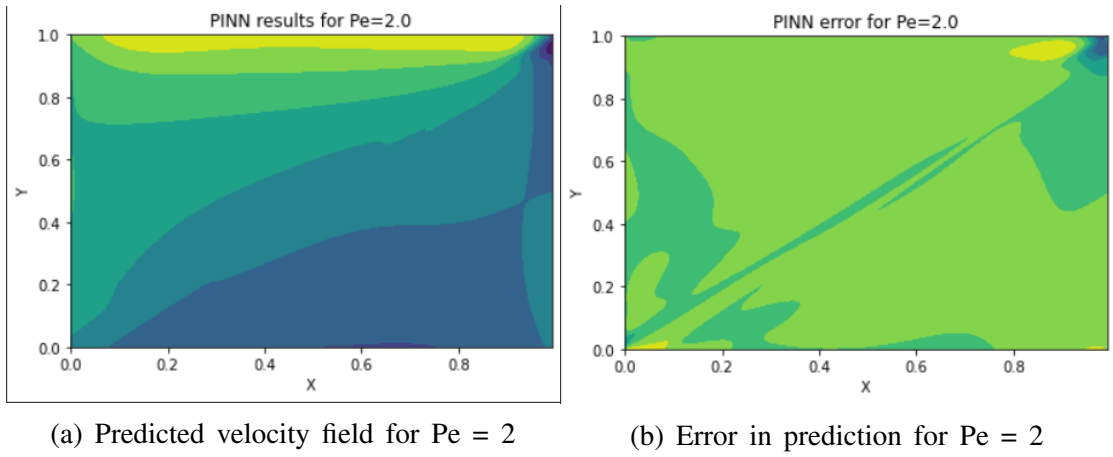 PINN results for Pe=2.0
1.0
0.8
0.6
0.4
0.2
0.0
Y
0.0 0.2 0.4 0.6 0.8
X
(a) Predicted velocity field for Pe = 2
PINN error for Pe=2.0
1.0
0.8
0.6
0.4
0.2
0.0
Y
0.0 0.2 0.4 0.6 0.8
X
(b) Error in prediction for Pe = 2